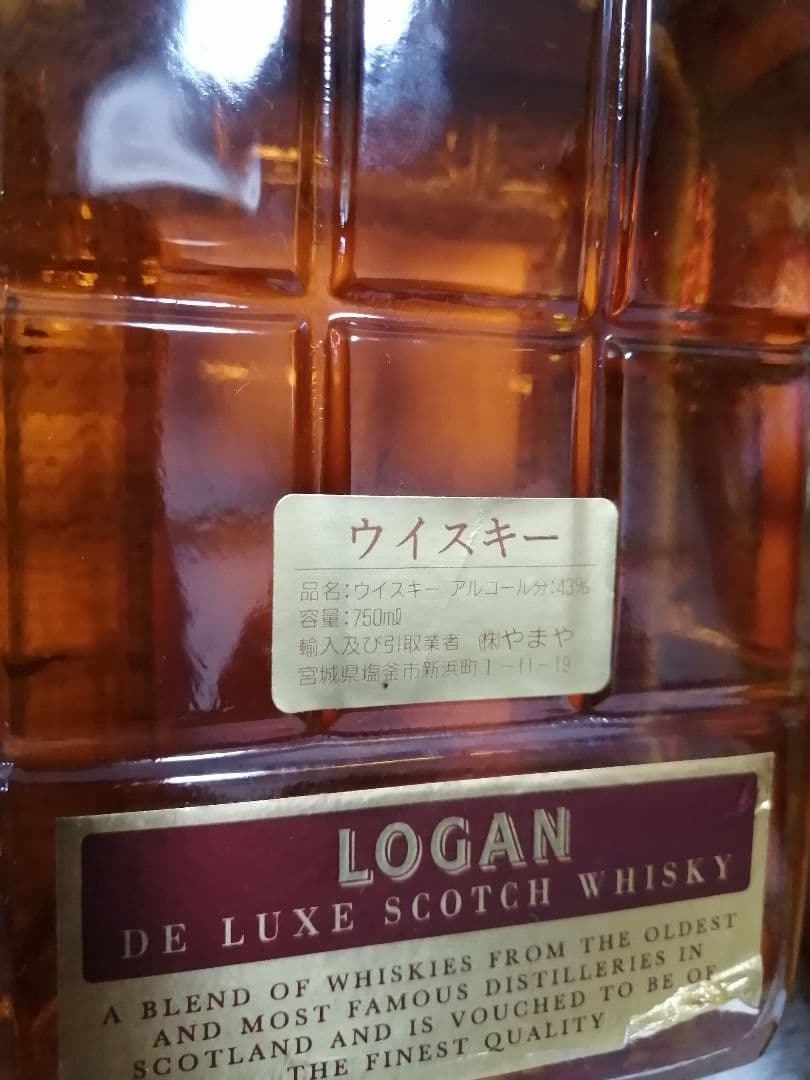 ウイスキー
品名:ウイスキー アルコール分:43%
容量:750mℓ
輸入及び引取業者 ㈱やまや
宮城県塩釜市新浜町1-11-19
LOGAN
DE LUXE SCOTCH WHISKY
A BLEND OF WHISKIES FROM THE OLDEST
AND MOST FAMOUS DISTILLERIES IN
SCOTLAND AND IS VOUCHED TO BE OF
THE FINEST QUALITY